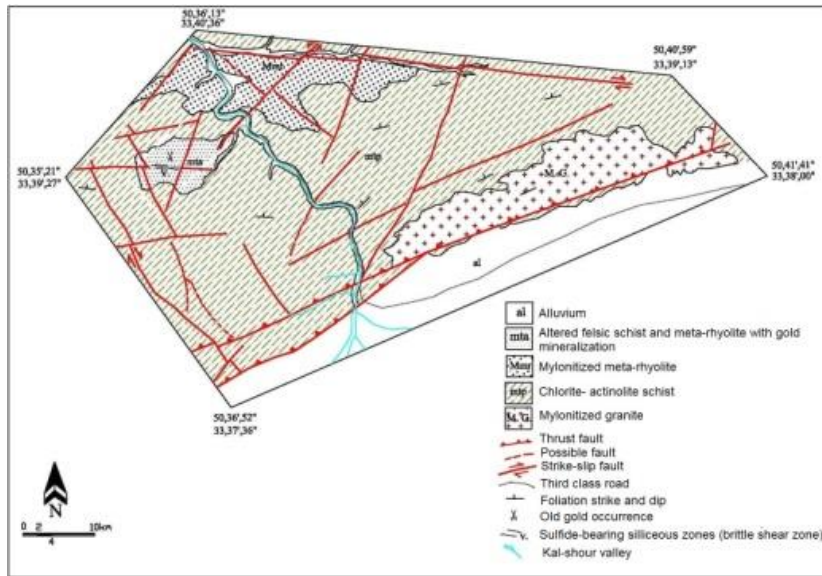 50,36',13"
33,40',36"
50,40',59"
33,39',13"
Mmr
50,35',21"
33,39',27"
mta
mtp
M.G.
50,41',41"
33,38',00"
al
50,36',52"
33,37',36"
al Alluvium
mta Altered felsic schist and meta-rhyolite with gold
mineralization
Mmr Mylonitized meta-rhyolite
mtp Chlorite- actinolite schist
M.G. Mylonitized granite
Thrust fault
Possible fault
Strike-slip fault
Third class road
Foliation strike and dip
Old gold occurrence
v. Sulfide-bearing silliceous zones (brittle shear zone)
Kal-shour valley
N
0 2 10km
4